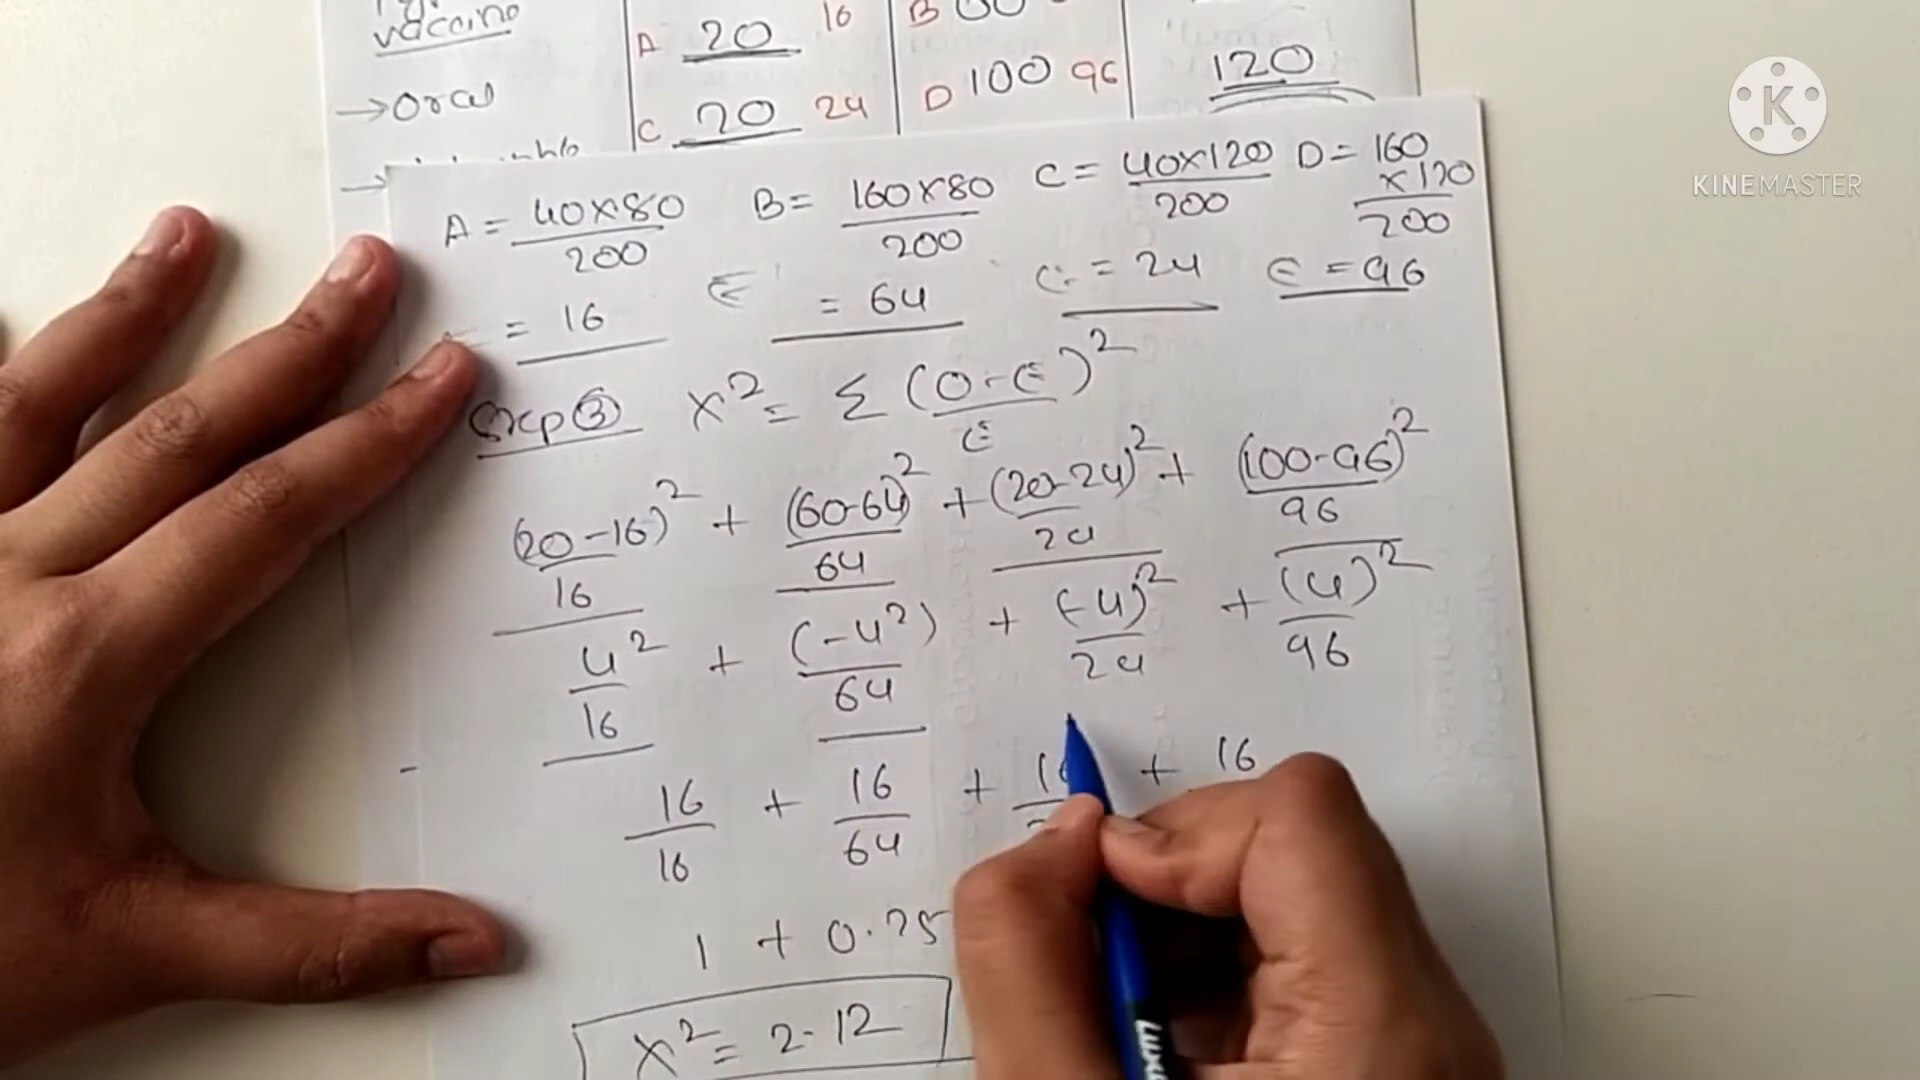 vaccine
A 20 16 B
120
→ Oral C 20 24 D 100 96
K
KINEMASTER
A = 40×80 / 200 B = 160×80 / 200 C = 40×120 / 200 D = 160 ×120 / 200
= 16 E = 64 = 24 E = 96
Step ③ X² = Σ (O-E)² / E
(20-16)² / 16 + (60-64)² / 64 + (20-24)² / 24 + (100-96)² / 96
4² / 16 + (-4²) / 64 + (-4)² / 24 + (4)² / 96
16 / 16 + 16 / 64 + + 16
1 + 0.25
X² = 2.12